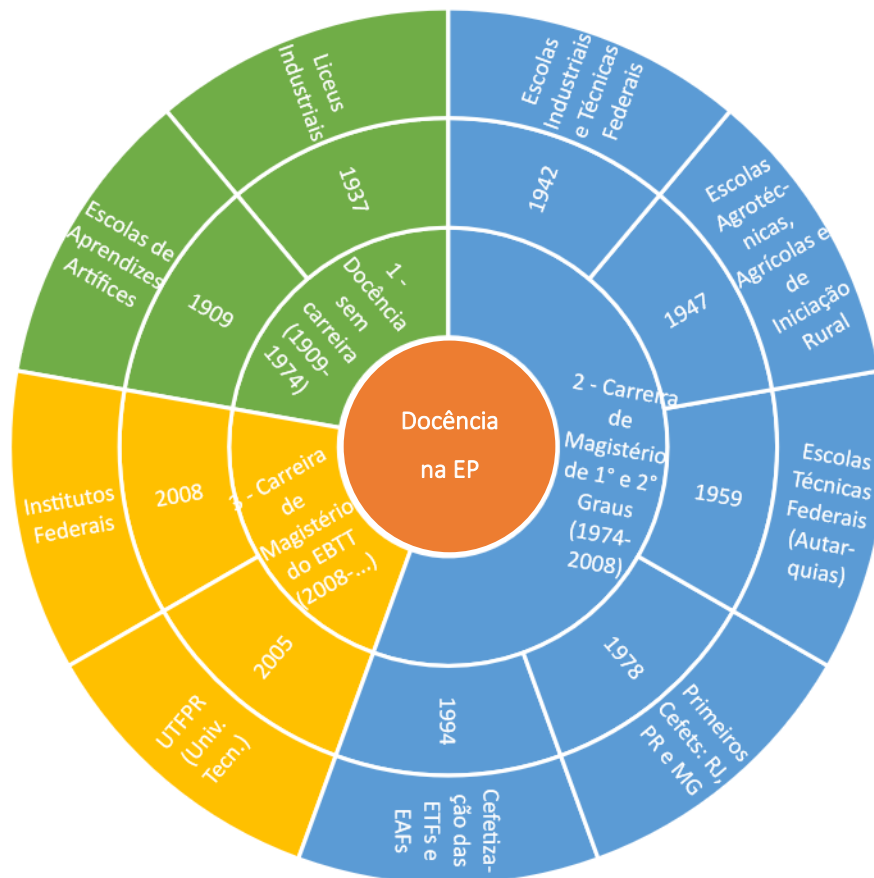 Docência
na EP
1 -
Docência
sem
carreira
(1909-
1974)
1909
Escolas de
Aprendizes
Artífices
1937
Liceus
Industriais
2 - Carreira
de
Magistério
de 1° e 2°
Graus
(1974-
2008)
1942
Escolas
Industriais
e Técnicas
Federais
1947
Escolas
Agrotéc-
nicas,
Agrícolas e
de
Iniciação
Rural
1959
Escolas
Técnicas
Federais
(Autar-
quias)
1978
Primeiros
Cefets: RJ,
PR e MG
1994
Cefetiza-
ção das
ETFs e
EAFs
3 - Carreira
de
Magistério
do EBTT
(2008-...)
2005
UTFPR
(Univ.
Tecn.)
2008
Institutos
Federais